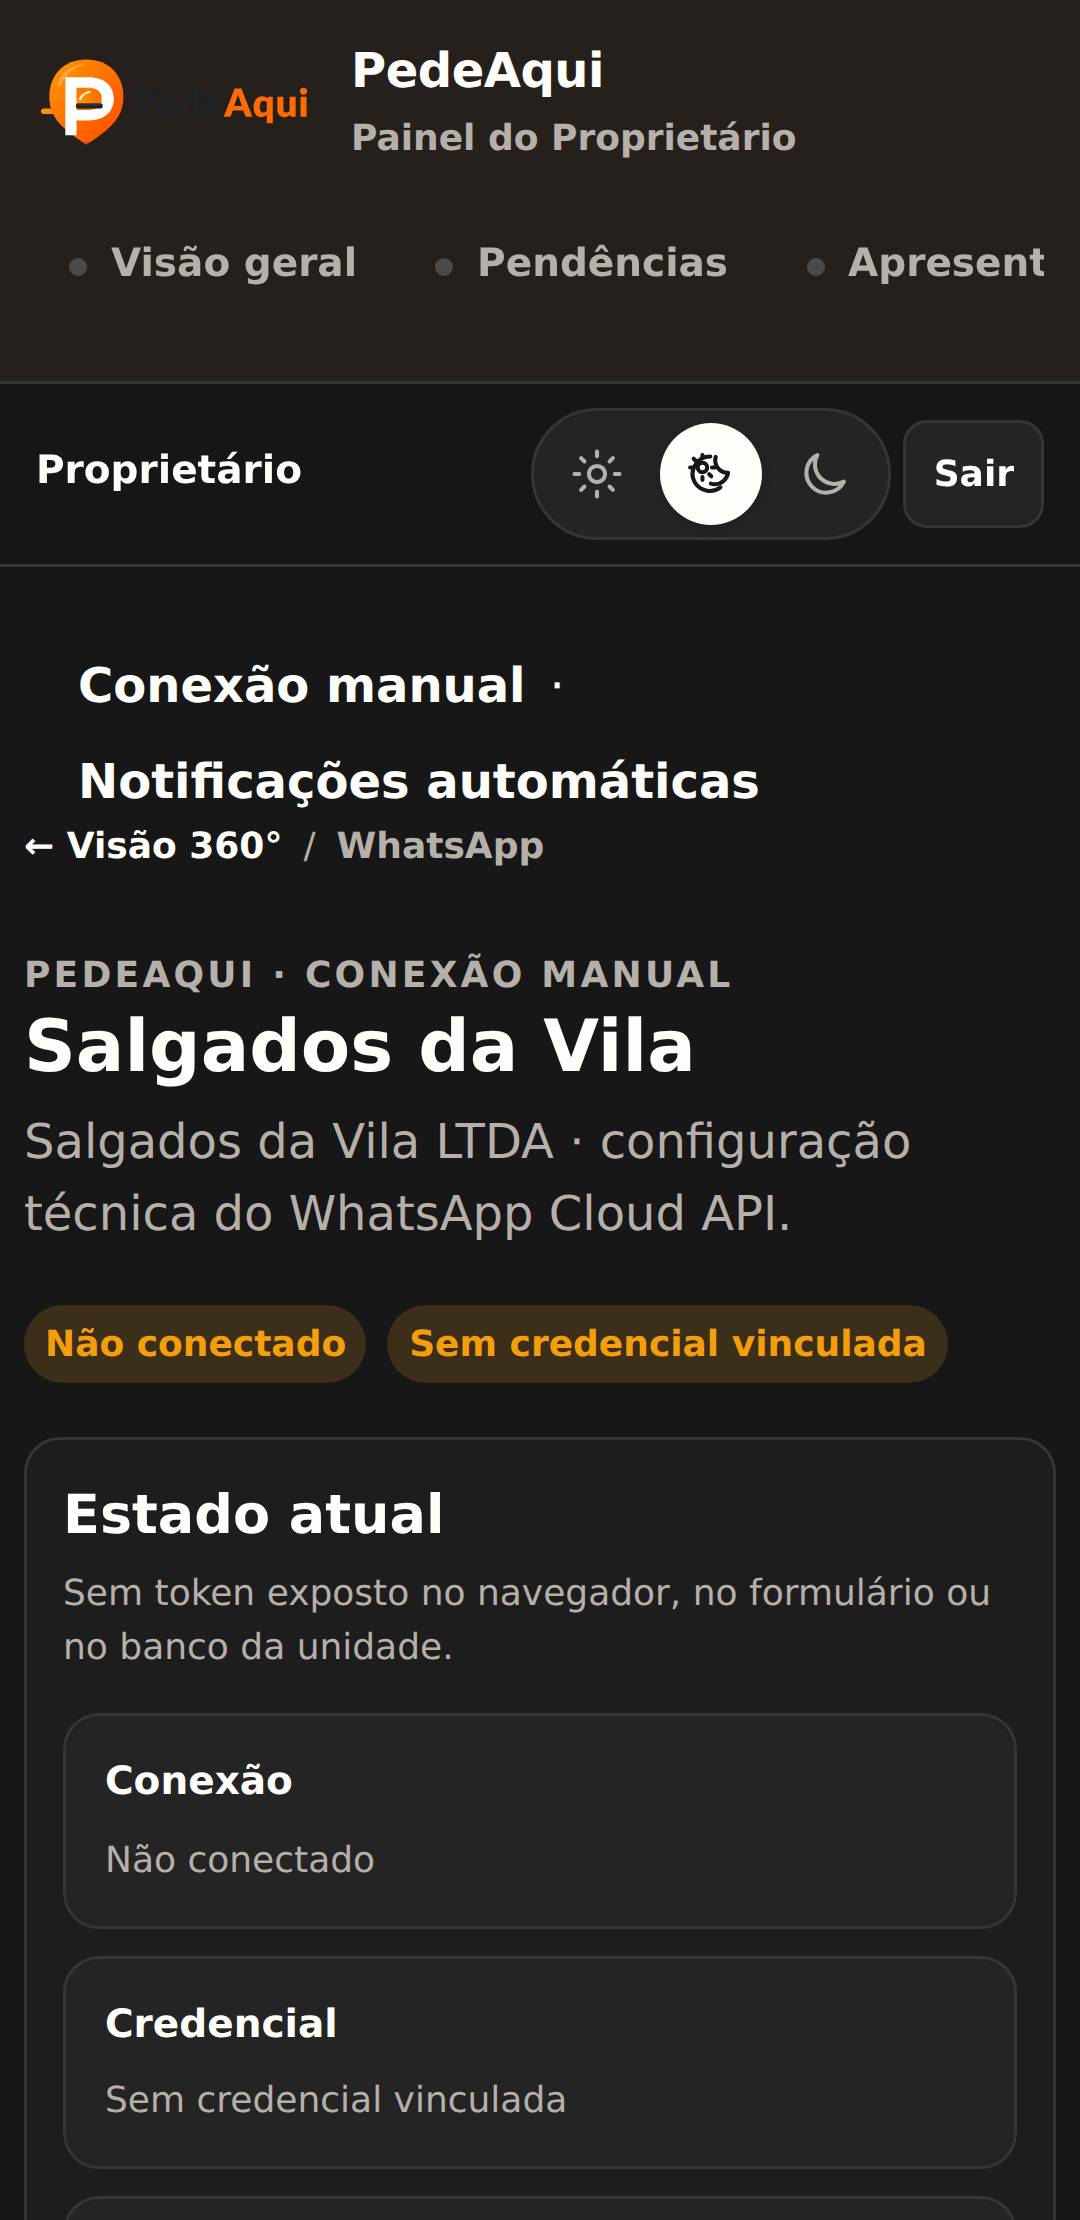 PedeAqui
PedeAqui
Painel do Proprietário
Visão geral
Pendências
Apresent
Proprietário
Sair
Conexão manual ·
Notificações automáticas
← Visão 360° / WhatsApp
PEDEAQUI · CONEXÃO MANUAL
Salgados da Vila
Salgados da Vila LTDA · configuração
técnica do WhatsApp Cloud API.
Não conectado
Sem credencial vinculada
Estado atual
Sem token exposto no navegador, no formulário ou
no banco da unidade.
Conexão
Não conectado
Credencial
Sem credencial vinculada